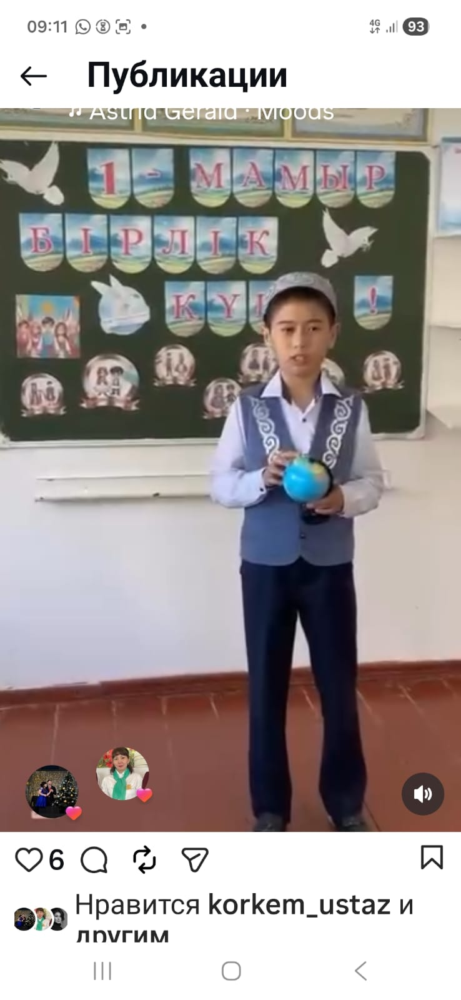 09:11
4G
93
Публикации
Astrid Gerald · Moods
1 - МАМЫР
БІРЛІК
!
6
Нравится korkem_ustaz и
другим